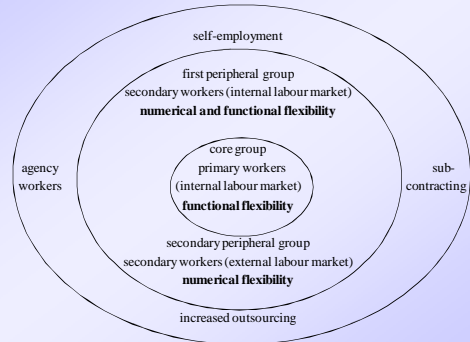 self-employment
first peripheral group
secondary workers (internal labour market)
numerical and functional flexibility
agency
workers
core group
primary workers
(internal labour market)
functional flexibility
sub-
contracting
secondary peripheral group
secondary workers (external labour market)
numerical flexibility
increased outsourcing